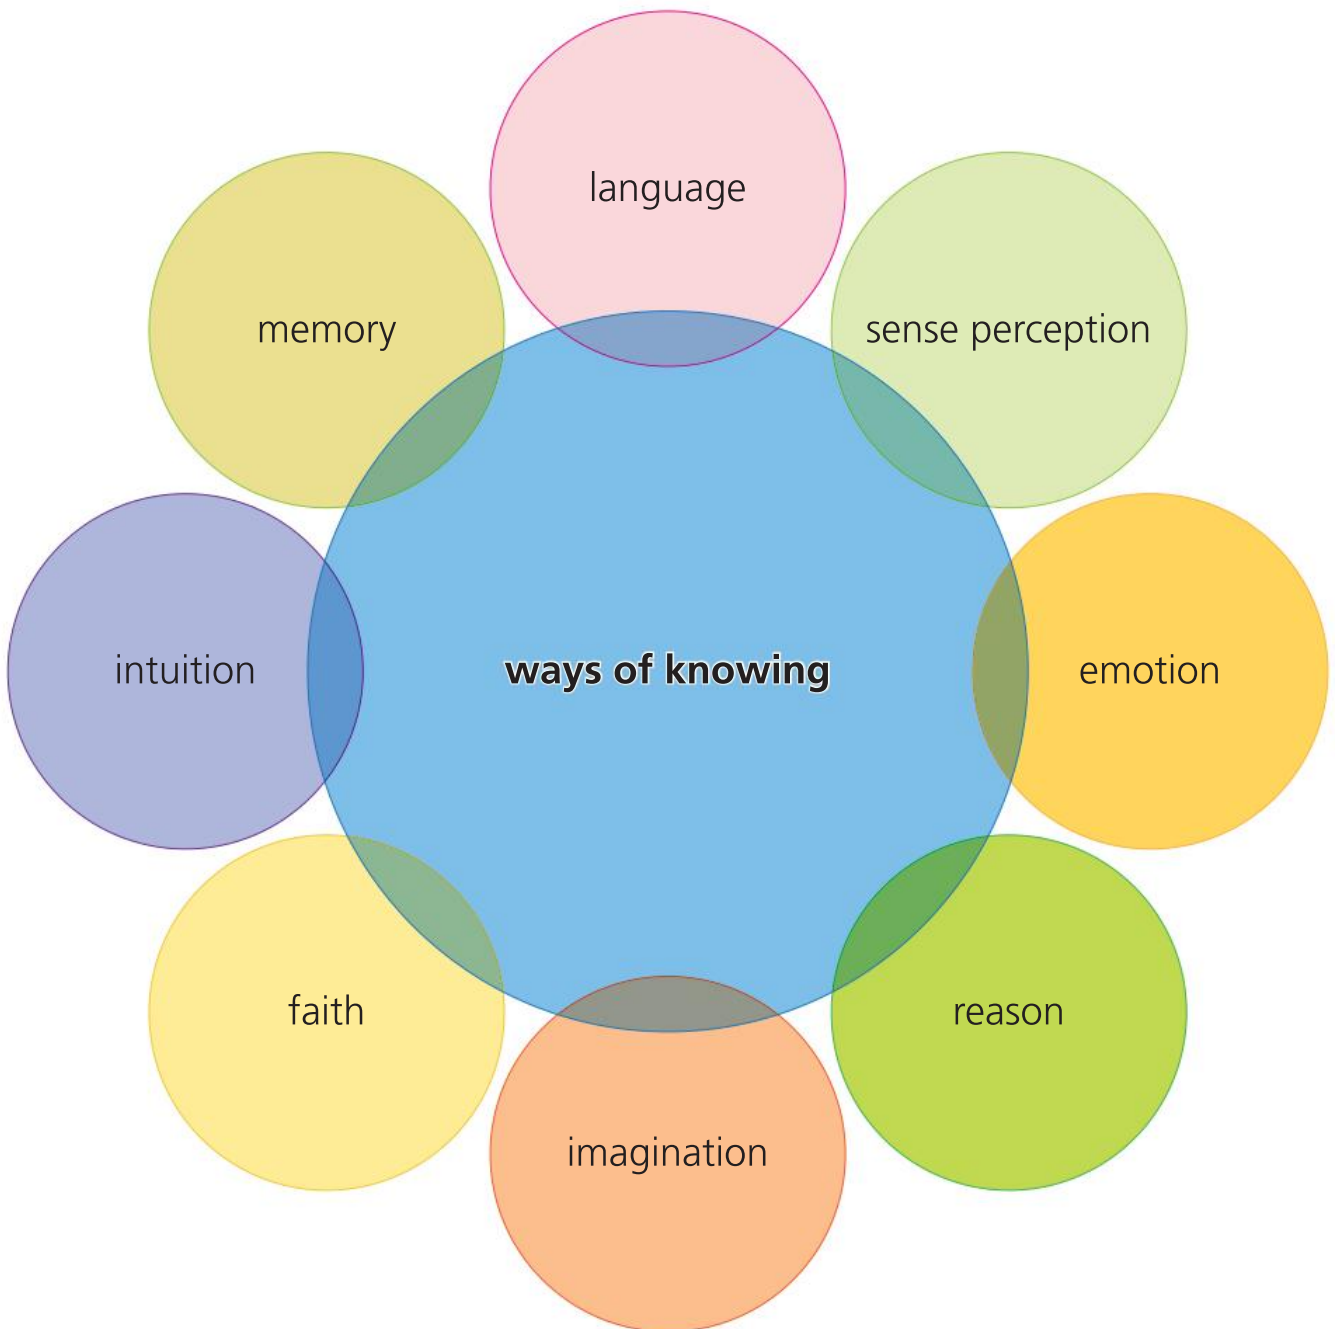 language
memory
sense perception
intuition
ways of knowing
emotion
faith
reason
imagination